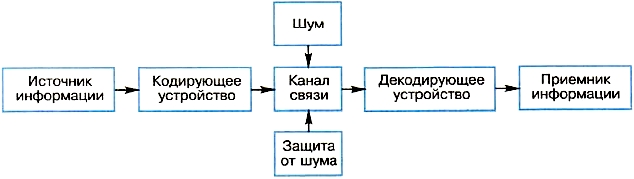 Шум
Источник
информации
Кодирующее
устройство
Канал
связи
Декодирующее
устройство
Приемник
информации
Защита
от шума